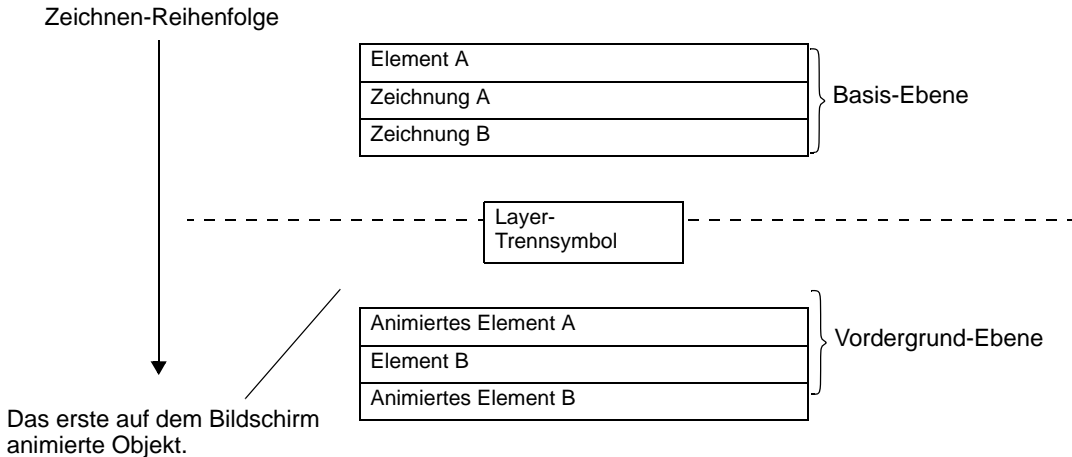 Zeichnen-Reihenfolge
Element A
Zeichnung A
Zeichnung B
Basis-Ebene
Layer-
Trennsymbol
Animiertes Element A
Element B
Animiertes Element B
Vordergrund-Ebene
Das erste auf dem Bildschirm
animierte Objekt.